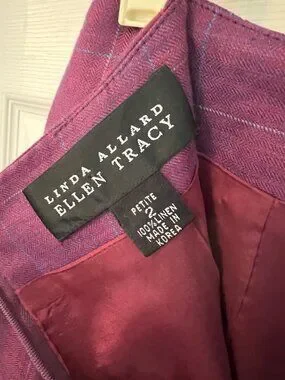 LINDA ALLARD
ELLEN TRACY
PETITE
2
100% LINEN
MADE IN
KOREA